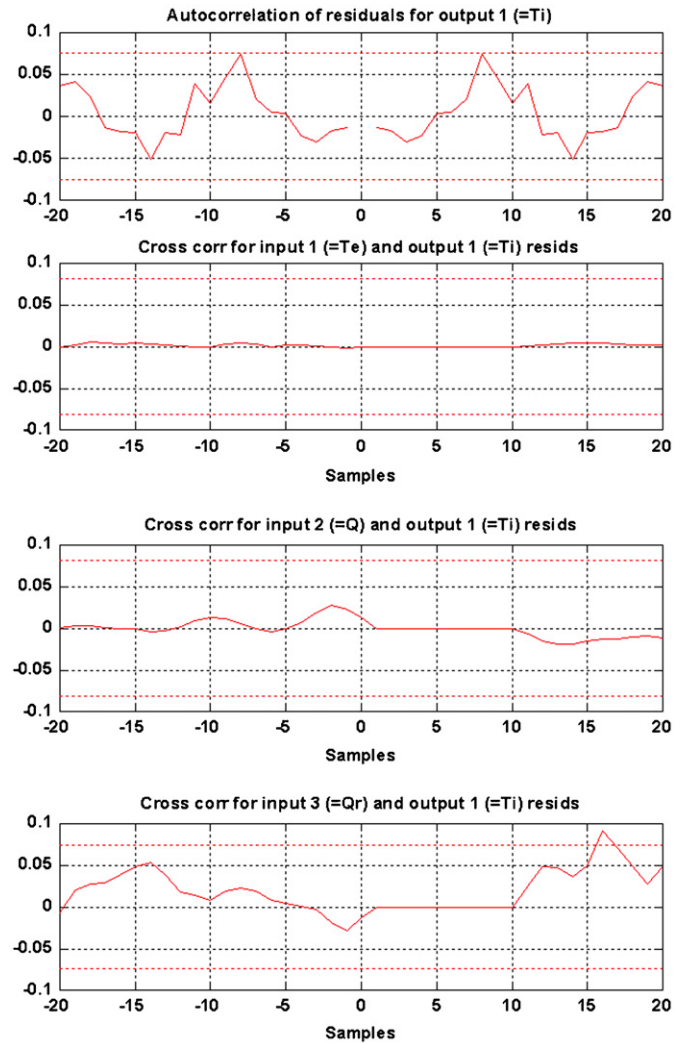 Autocorrelation of residuals for output 1 (=Ti)
0.1
0.05
0
-0.05
-0.1
-20 -15 -10 -5 0 5 10 15 20
Cross corr for input 1 (=Te) and output 1 (=Ti) resids
0.1
0.05
0
-0.05
-0.1
-20 -15 -10 -5 0 5 10 15 20
Samples
Cross corr for input 2 (=Q) and output 1 (=Ti) resids
0.1
0.05
0
-0.05
-0.1
-20 -15 -10 -5 0 5 10 15 20
Samples
Cross corr for input 3 (=Qr) and output 1 (=Ti) resids
0.1
0.05
0
-0.05
-0.1
-20 -15 -10 -5 0 5 10 15 20
Samples